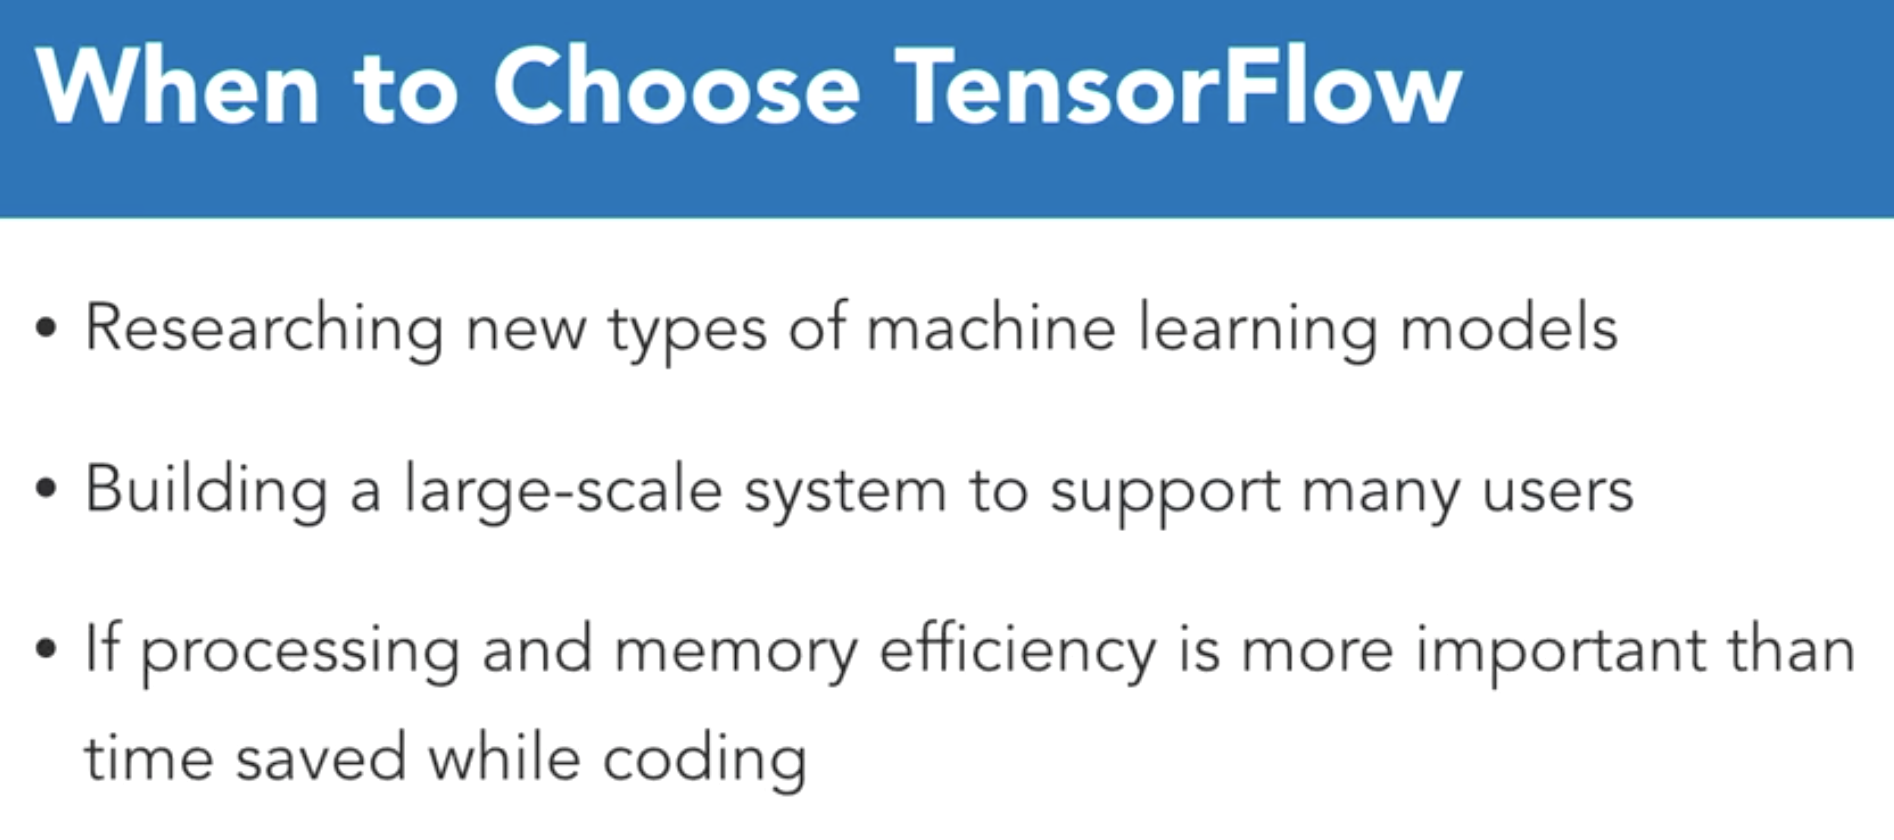 When to Choose TensorFlow
• Researching new types of machine learning models
• Building a large-scale system to support many users
• If processing and memory efficiency is more important than
time saved while coding